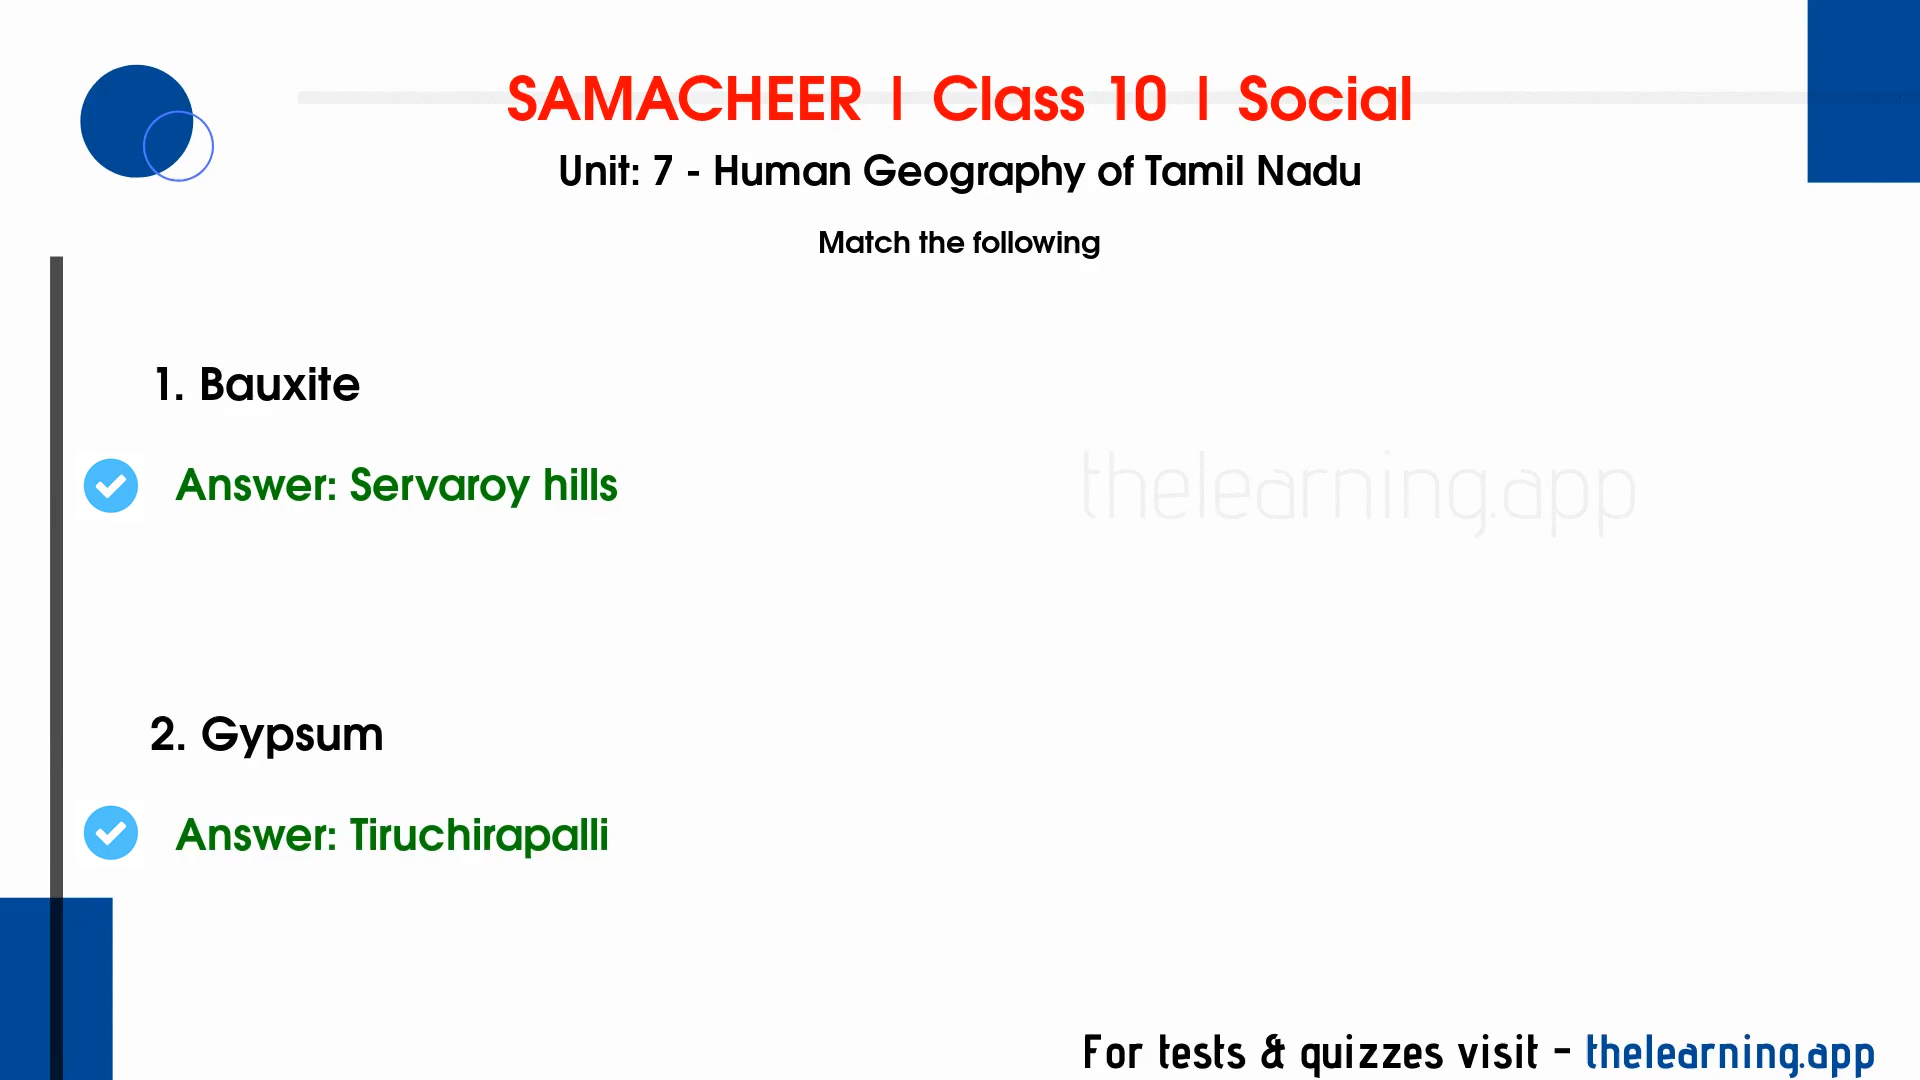 SAMACHEER | Class 10 | Social
Unit: 7 - Human Geography of Tamil Nadu
Match the following
1. Bauxite
Answer: Servaroy hills
thelearning.app
2. Gypsum
Answer: Tiruchirapalli
For tests & quizzes visit - thelearning.app